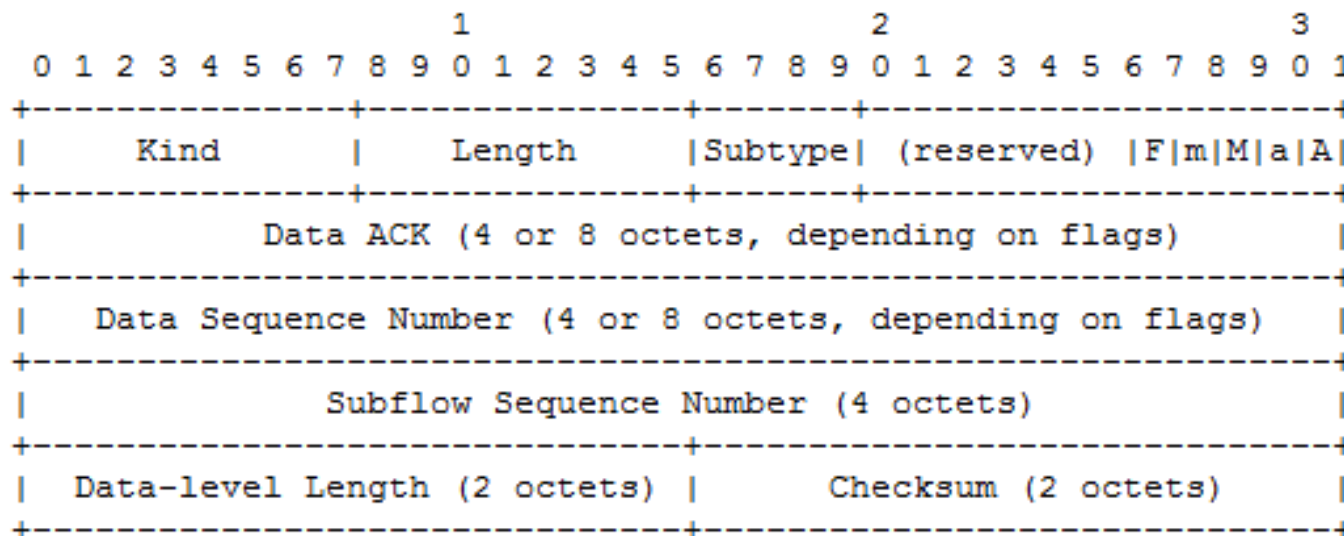 1                   2                   3
 0 1 2 3 4 5 6 7 8 9 0 1 2 3 4 5 6 7 8 9 0 1 2 3 4 5 6 7 8 9 0 1
+---------------+---------------+-------+----------------------+
|     Kind      |    Length     |Subtype| (reserved) |F|m|M|a|A|
+---------------+---------------+-------+----------------------+
|           Data ACK (4 or 8 octets, depending on flags)       |
+--------------------------------------------------------------+
|   Data Sequence Number (4 or 8 octets, depending on flags)   |
+--------------------------------------------------------------+
|              Subflow Sequence Number (4 octets)              |
+-------------------------------+------------------------------+
|  Data-level Length (2 octets) |      Checksum (2 octets)     |
+-------------------------------+------------------------------+